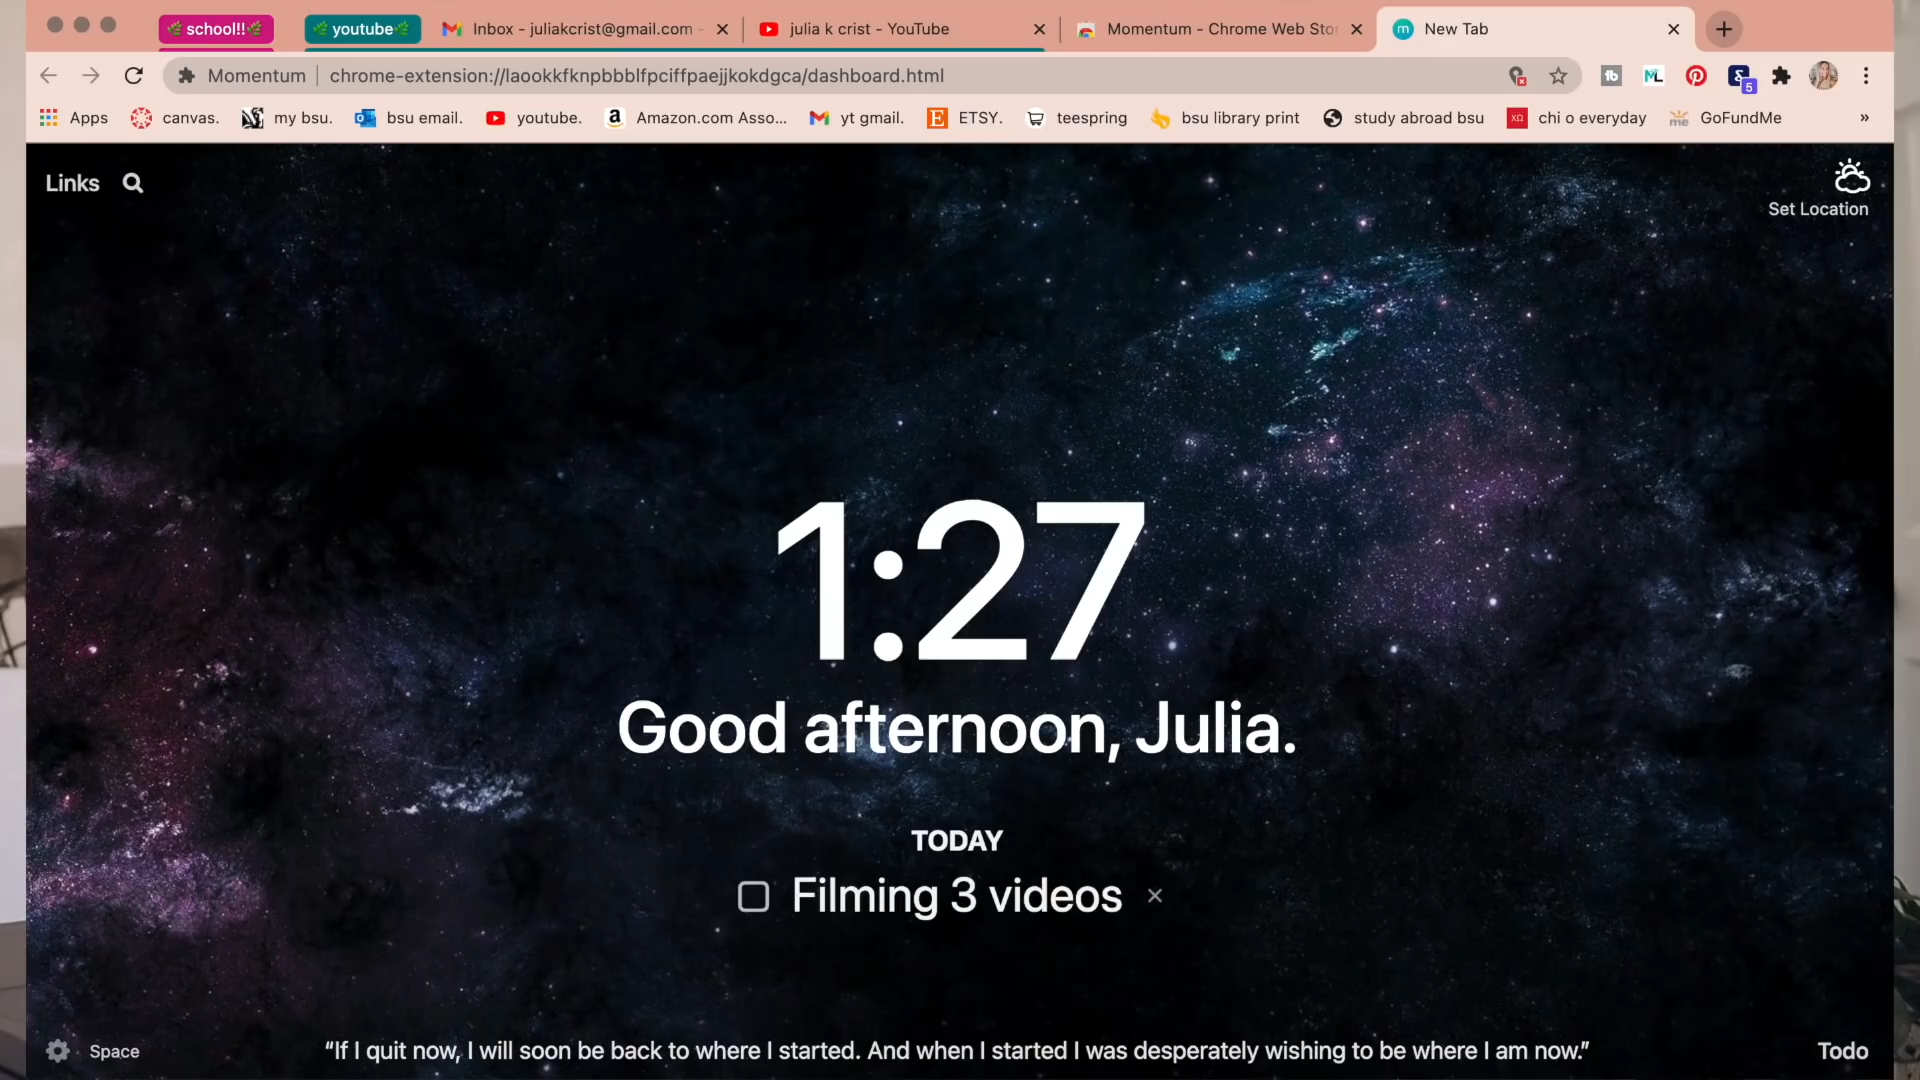 🌿school!!🌿
🌿youtube🌿
Inbox - juliakcrist@gmail.com -
julia k crist - YouTube
Momentum - Chrome Web Sto
m
New Tab
Momentum
chrome-extension://laookkfknpbbblfpciffpaejjkokdgca/dashboard.html
tb
5
Apps
canvas.
my bsu.
bsu email.
youtube.
Amazon.com Asso...
yt gmail.
ETSY.
teespring
bsu library print
study abroad bsu
chi o everyday
GoFundMe
»
Links
Set Location
1:27
Good afternoon, Julia.
TODAY
Filming 3 videos
Space
“If I quit now, I will soon be back to where I started. And when I started I was desperately wishing to be where I am now.”
Todo